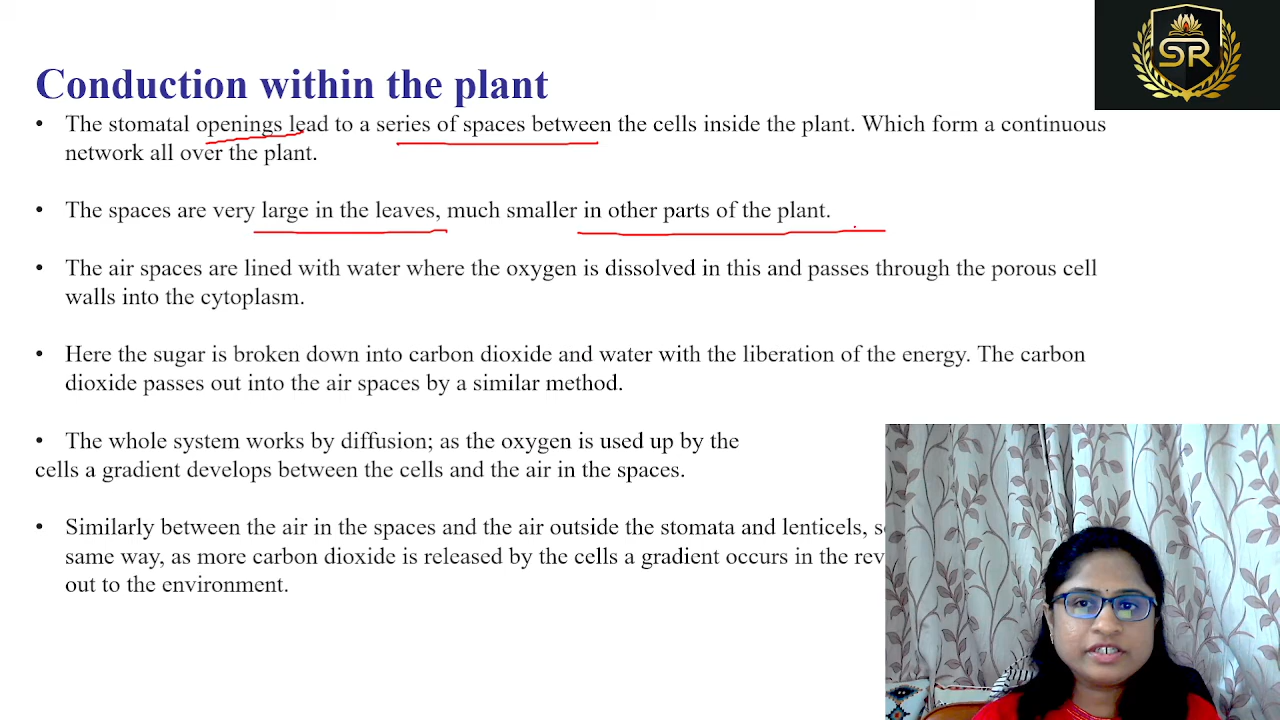 SR
Conduction within the plant
• The stomatal openings lead to a series of spaces between the cells inside the plant. Which form a continuous
network all over the plant.
• The spaces are very large in the leaves, much smaller in other parts of the plant.
• The air spaces are lined with water where the oxygen is dissolved in this and passes through the porous cell
walls into the cytoplasm.
• Here the sugar is broken down into carbon dioxide and water with the liberation of the energy. The carbon
dioxide passes out into the air spaces by a similar method.
• The whole system works by diffusion; as the oxygen is used up by the
cells a gradient develops between the cells and the air in the spaces.
• Similarly between the air in the spaces and the air outside the stomata and lenticels,
same way, as more carbon dioxide is released by the cells a gradient occurs in the
out to the environment.